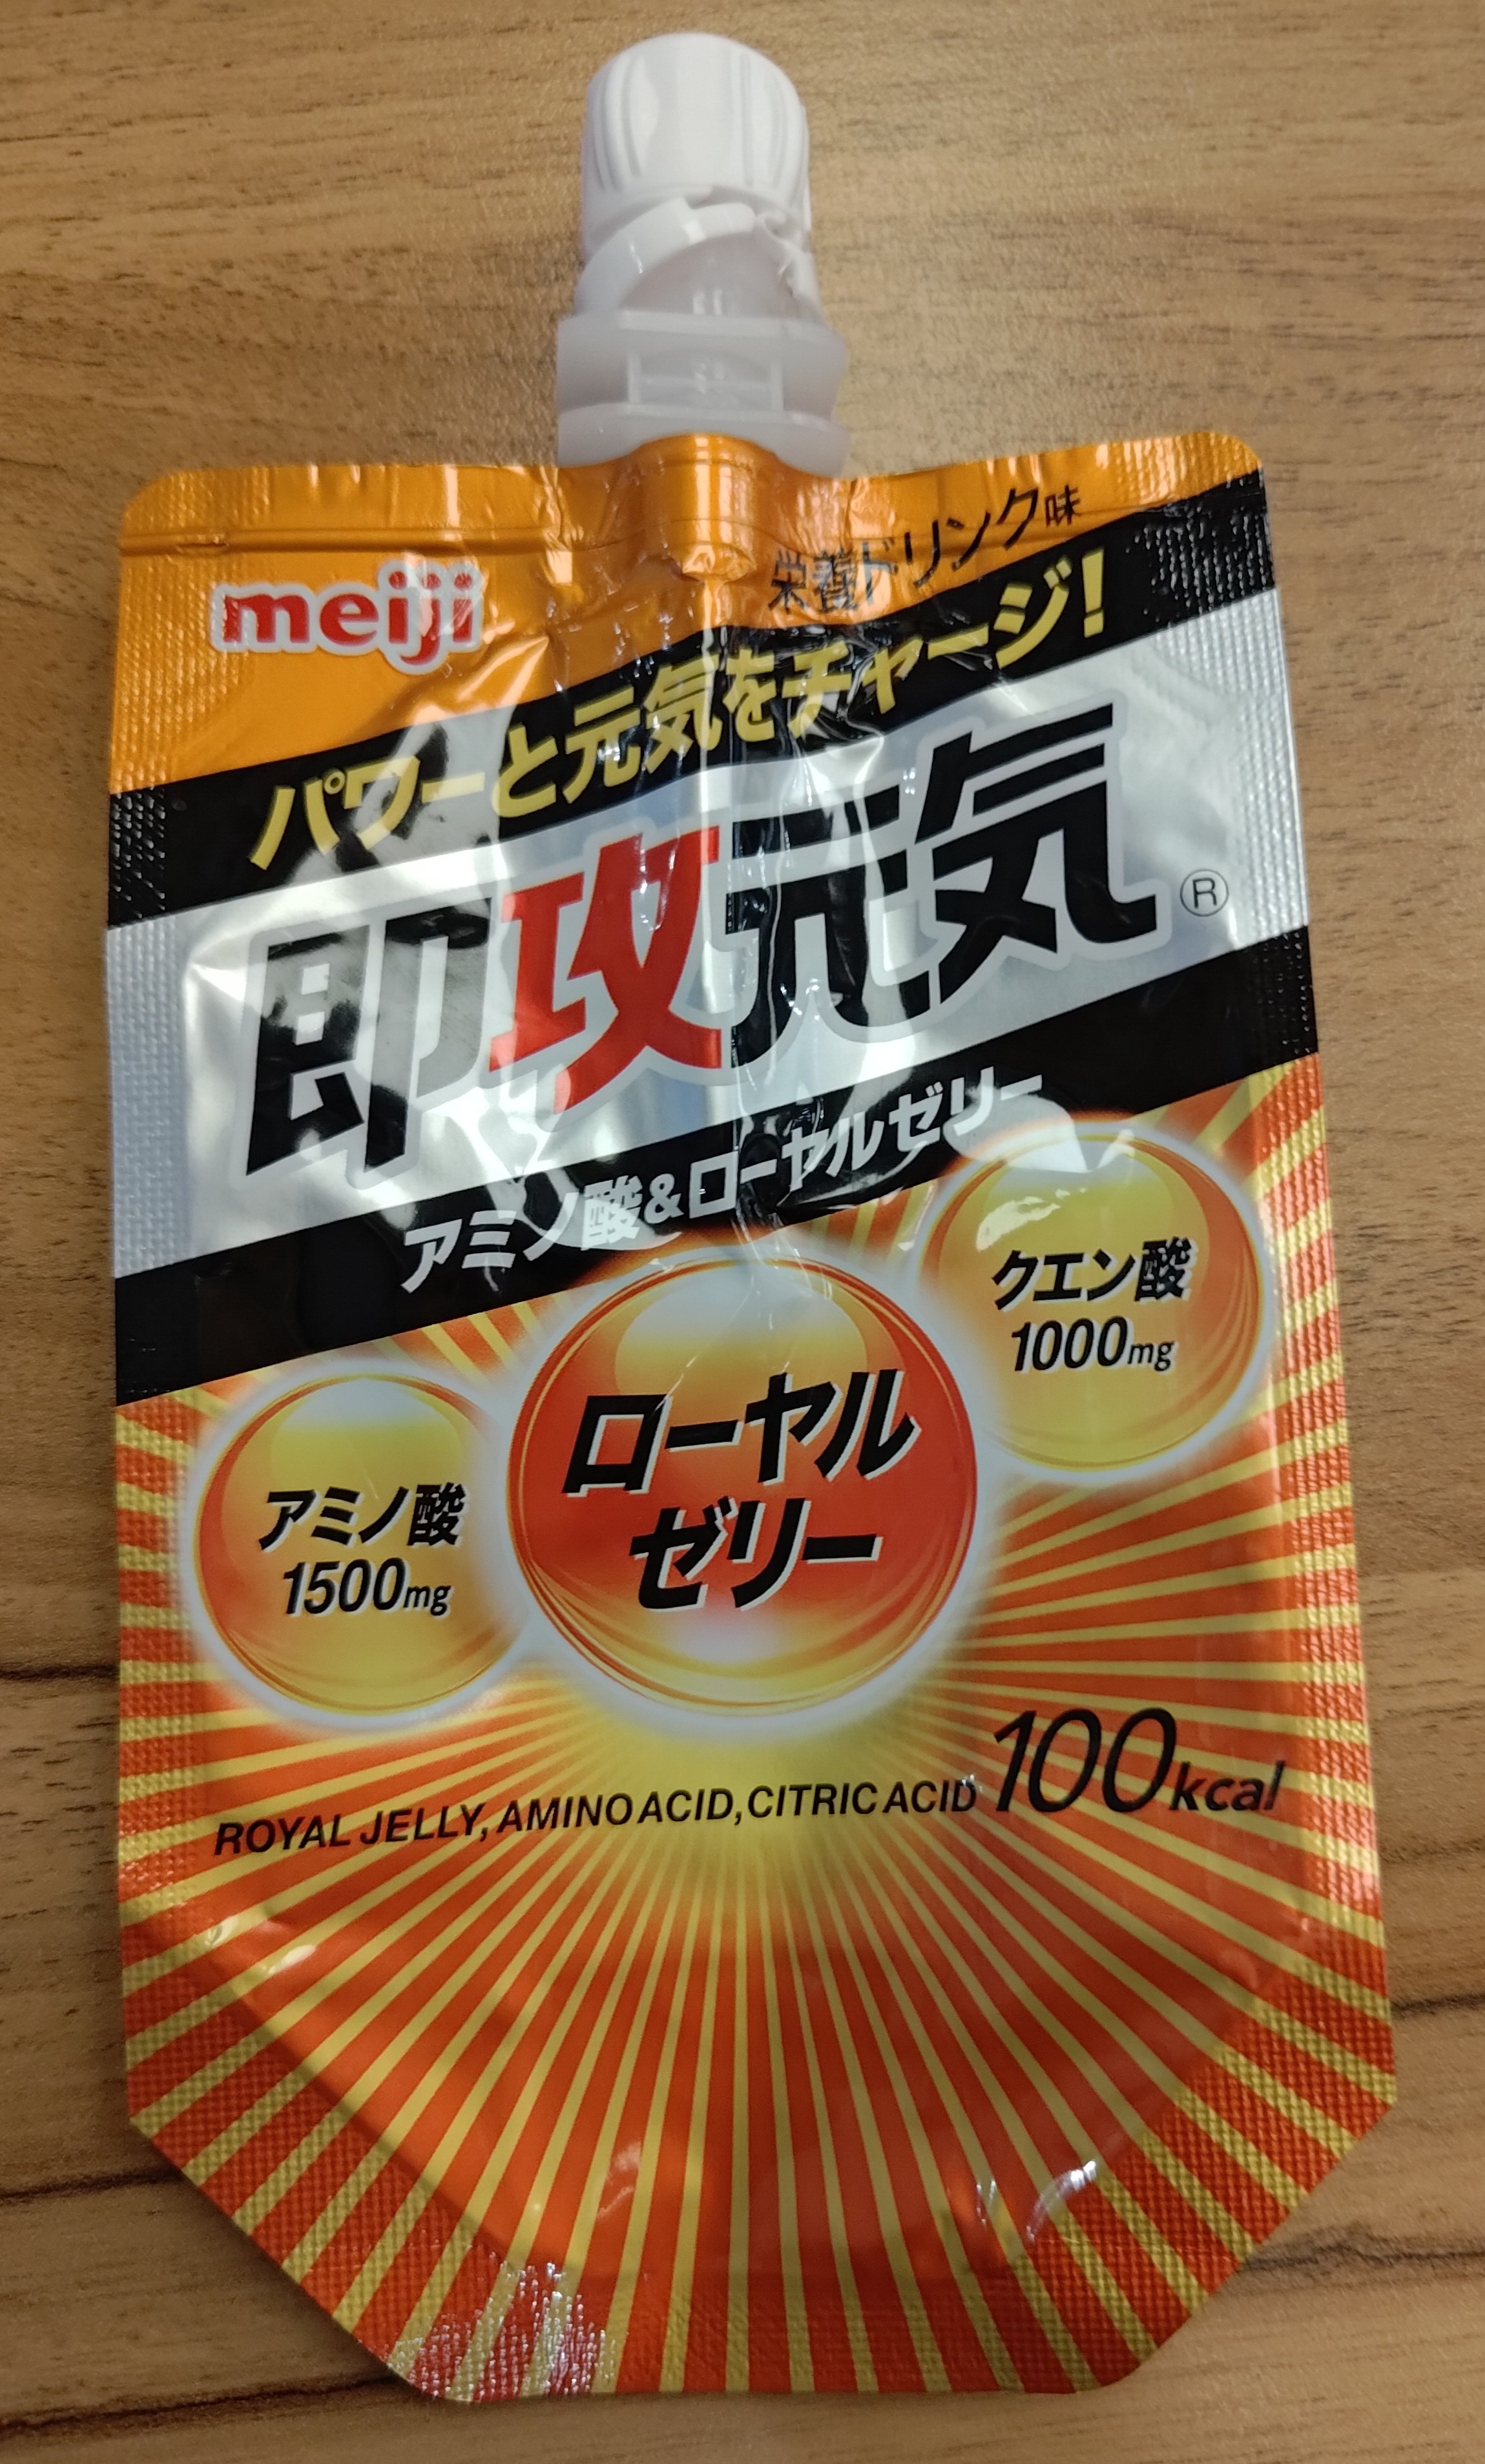 meiji
栄養ドリンク味
パワーと元気をチャージ!
即攻元気®
アミノ酸&ローヤルゼリー
クエン酸
1000mg
ローヤル
ゼリー
アミノ酸
1500mg
ROYAL JELLY, AMINO ACID, CITRIC ACID 100kcal